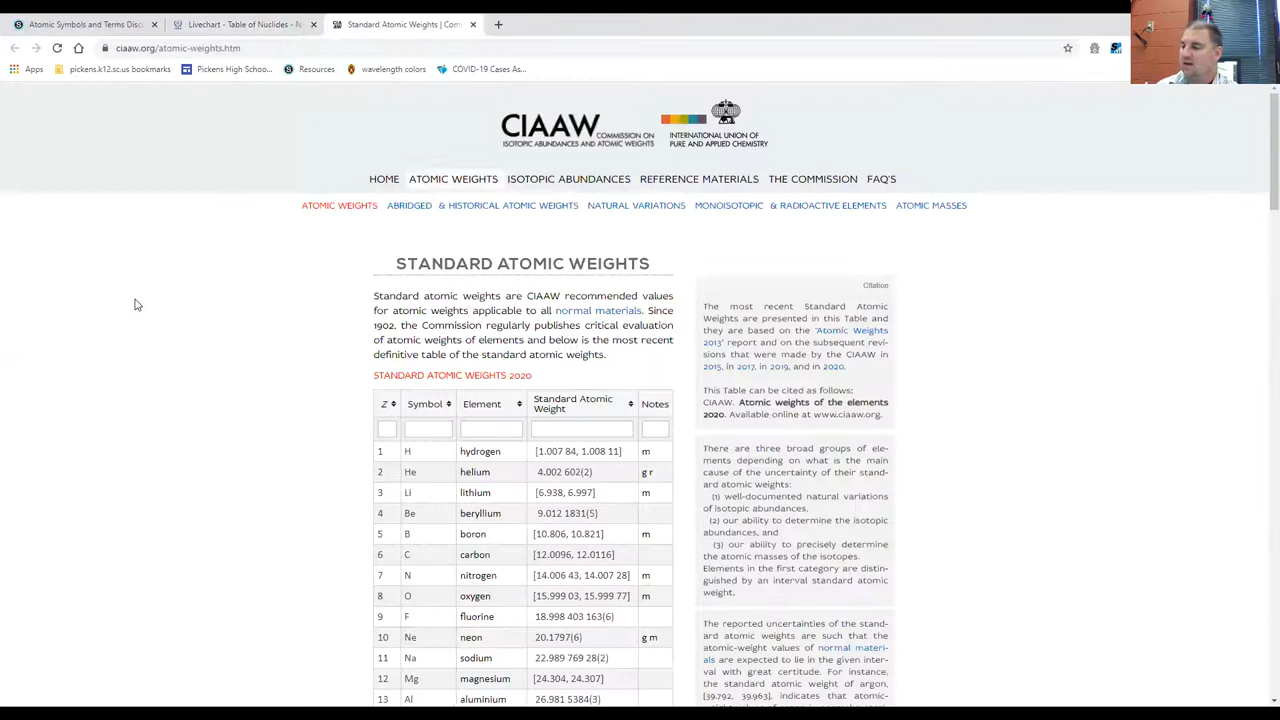 Atomic Symbols and Terms Disc
Livechart - Table of Nuclides - N
Standard Atomic Weights | Com
ciaaw.org/atomic-weights.htm
Apps
pickens.k12.sc.us bookmarks
Pickens High Schoo...
Resources
wavelength colors
COVID-19 Cases As...
CIAAW COMMISSION ON
ISOTOPIC ABUNDANCES AND ATOMIC WEIGHTS
INTERNATIONAL UNION OF
PURE AND APPLIED CHEMISTRY
HOME ATOMIC WEIGHTS ISOTOPIC ABUNDANCES REFERENCE MATERIALS THE COMMISSION FAQ'S
ATOMIC WEIGHTS ABRIDGED & HISTORICAL ATOMIC WEIGHTS NATURAL VARIATIONS MONOISOTOPIC & RADIOACTIVE ELEMENTS ATOMIC MASSES
STANDARD ATOMIC WEIGHTS
Standard atomic weights are CIAAW recommended values
for atomic weights applicable to all normal materials. Since
1902, the Commission regularly publishes critical evaluation
of atomic weights of elements and below is the most recent
definitive table of the standard atomic weights.
STANDARD ATOMIC WEIGHTS 2020
Z Symbol Element Standard Atomic Weight Notes
1 H hydrogen [1.007 84, 1.008 11] m
2 He helium 4.002 602(2) g r
3 Li lithium [6.938, 6.997] m
4 Be beryllium 9.012 1831(5)
5 B boron [10.806, 10.821] m
6 C carbon [12.0096, 12.0116]
7 N nitrogen [14.006 43, 14.007 28] m
8 O oxygen [15.999 03, 15.999 77] m
9 F fluorine 18.998 403 163(6)
10 Ne neon 20.1797(6) g m
11 Na sodium 22.989 769 28(2)
12 Mg magnesium [24.304, 24.307]
13 Al aluminium 26.981 5384(3)
Citation
The most recent Standard Atomic
Weights are presented in this Table and
they are based on the "Atomic Weights
2013" report and on the subsequent revi-
sions that were made by the CIAAW in
2015, in 2017, in 2019, and in 2020.
This Table can be cited as follows:
CIAAW. Atomic weights of the elements
2020. Available online at www.ciaaw.org.
There are three broad groups of ele-
ments depending on what is the main
cause of the uncertainty of their stand-
ard atomic weights:
(1) well-documented natural variations
of isotopic abundances,
(2) our ability to determine the isotopic
abundances, and
(3) our ability to precisely determine
the atomic masses of the isotopes.
Elements in the first category are distin-
guished by an interval standard atomic
weight.
The reported uncertainties of the stand-
ard atomic weights are such that the
atomic-weight values of normal materi-
als are expected to lie in the given inter-
val with great certitude. For instance,
the standard atomic weight of argon,
[39.792, 39.963], indicates that atomic-